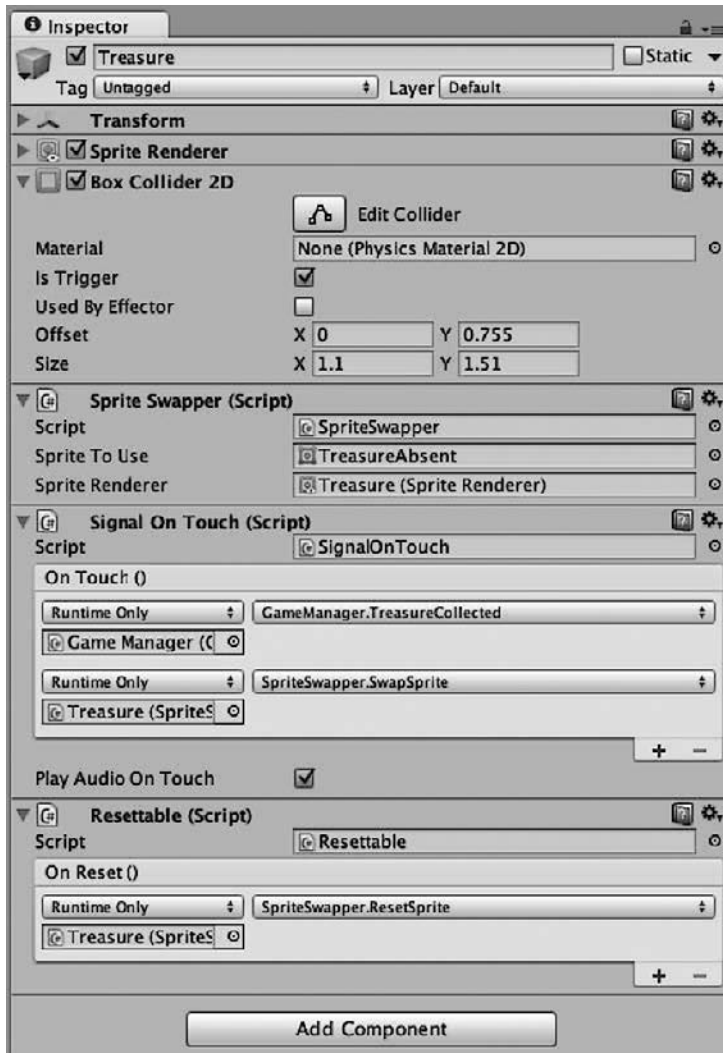 Inspector
Treasure Static
Tag Untagged Layer Default
Transform
Sprite Renderer
Box Collider 2D
Edit Collider
Material None (Physics Material 2D)
Is Trigger
Used By Effector
Offset X 0 Y 0.755
Size X 1.1 Y 1.51
Sprite Swapper (Script)
Script SpriteSwapper
Sprite To Use TreasureAbsent
Sprite Renderer Treasure (Sprite Renderer)
Signal On Touch (Script)
Script SignalOnTouch
On Touch ()
Runtime Only GameManager.TreasureCollected
Game Manager (G
Runtime Only SpriteSwapper.SwapSprite
Treasure (SpriteS
Play Audio On Touch
Resettable (Script)
Script Resettable
On Reset ()
Runtime Only SpriteSwapper.ResetSprite
Treasure (SpriteS
Add Component